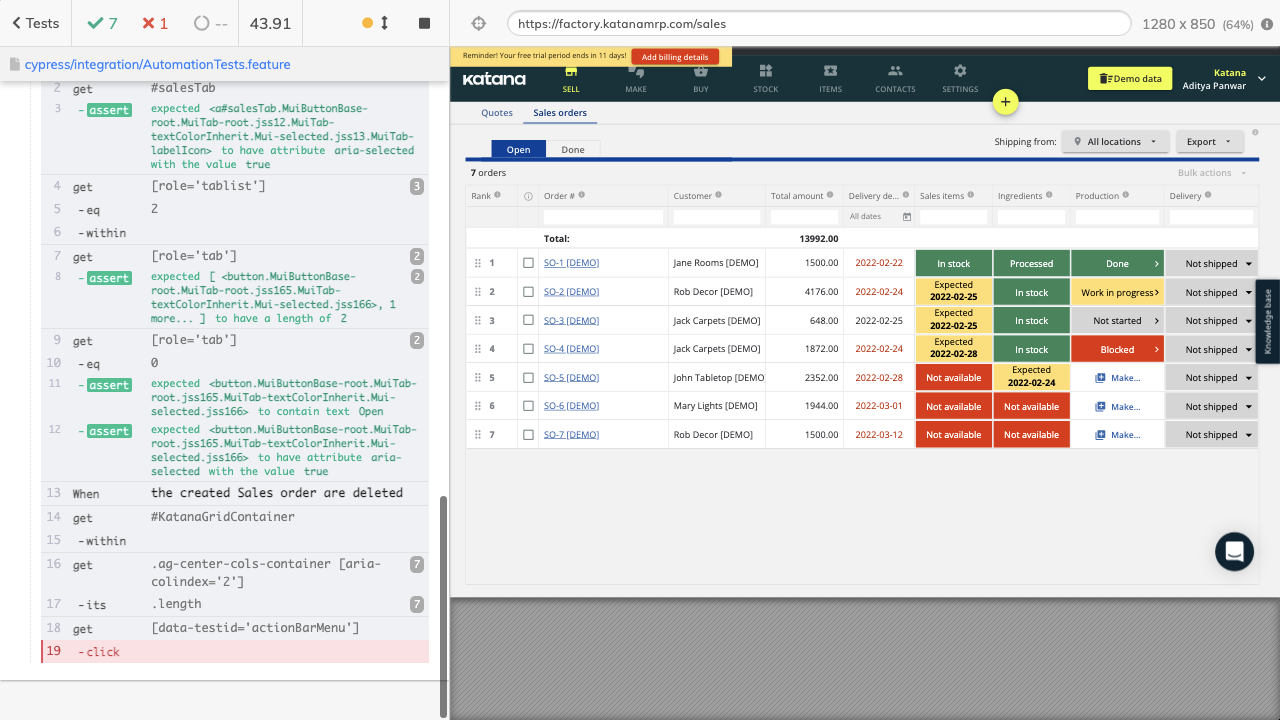 Tests
7
1
--
43.91
https://factory.katanamrp.com/sales
1280 x 850 (64%)
cypress/integration/AutomationTests.feature
2 get #salesTab
3 -assert expected <a#salesTab.MuiButtonBase-
root.MuiTab-root.jss12.MuiTab-
textColorInherit.Mui-selected.jss13.MuiTab-
labelIcon> to have attribute aria-selected
with the value true
4 get [role='tablist'] 3
5 -eq 2
6 -within
7 get [role='tab'] 2
8 -assert expected [ <button.MuiButtonBase- 2
root.MuiTab-root.jss165.MuiTab-
textColorInherit.Mui-selected.jss166>, 1
more... ] to have a length of 2
9 get [role='tab'] 2
10 -eq 0
11 -assert expected <button.MuiButtonBase-root.MuiTab-
root.jss165.MuiTab-textColorInherit.Mui-
selected.jss166> to contain text Open
12 -assert expected <button.MuiButtonBase-root.MuiTab-
root.jss165.MuiTab-textColorInherit.Mui-
selected.jss166> to have attribute aria-
selected with the value true
13 When the created Sales order are deleted
14 get #KatanaGridContainer
15 -within
16 get .ag-center-cols-container [aria- 7
colindex='2']
17 -its .length 7
18 get [data-testid='actionBarMenu']
19 -click
Reminder! Your free trial period ends in 11 days! Add billing details
katana
SELL MAKE BUY STOCK ITEMS CONTACTS SETTINGS
Demo data
Katana
Aditya Panwar
+
Quotes Sales orders
Open Done
Shipping from: All locations Export
7 orders
Bulk actions
Rank Order # Customer Total amount Delivery de... Sales items Ingredients Production Delivery
All dates
Total: 13992.00
1 SO-1 [DEMO] Jane Rooms [DEMO] 1500.00 2022-02-22 In stock Processed Done Not shipped
2 SO-2 [DEMO] Rob Decor [DEMO] 4176.00 2022-02-24 Expected 2022-02-25 In stock Work in progress Not shipped
3 SO-3 [DEMO] Jack Carpets [DEMO] 648.00 2022-02-25 Expected 2022-02-25 In stock Not started Not shipped
4 SO-4 [DEMO] Jack Carpets [DEMO] 1872.00 2022-02-24 Expected 2022-02-28 In stock Blocked Not shipped
5 SO-5 [DEMO] John Tabletop [DEMO 2352.00 2022-02-28 Not available Expected 2022-02-24 Make... Not shipped
6 SO-6 [DEMO] Mary Lights [DEMO] 1944.00 2022-03-01 Not available Not available Make... Not shipped
7 SO-7 [DEMO] Rob Decor [DEMO] 1500.00 2022-03-12 Not available Not available Make... Not shipped
Knowledge base